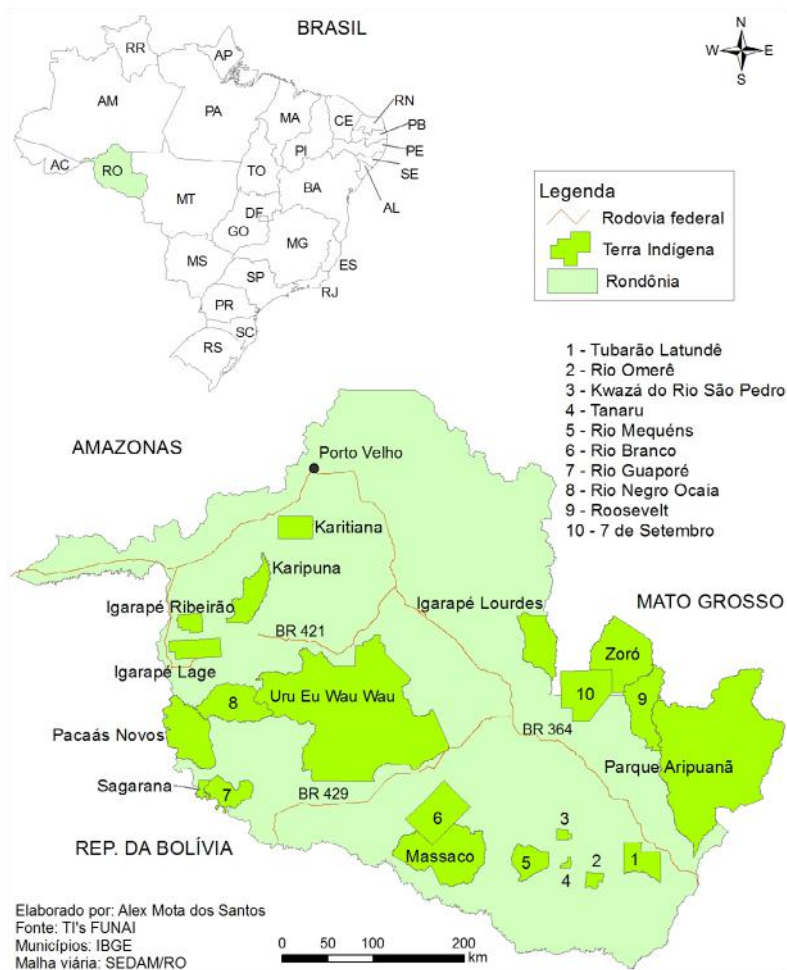 BRASIL
N
W
E
S
RR
AP
AM
PA
MA
CE
RN
PB
PE
SE
AL
PI
AC
RO
TO
BA
MT
DF
GO
MG
MS
ES
SP
RJ
PR
SC
RS
Legenda
Rodovia federal
Terra Indígena
Rondônia
1 - Tubarão Latundê
2 - Rio Omerê
3 - Kwazá do Rio São Pedro
4 - Tanaru
5 - Rio Mequéns
6 - Rio Branco
7 - Rio Guaporé
8 - Rio Negro Ocaia
9 - Roosevelt
10 - 7 de Setembro
AMAZONAS
Porto Velho
Karitiana
Karipuna
Igarapé Ribeirão
Igarapé Lourdes
MATO GROSSO
BR 421
Igarapé Lage
Zoró
10
9
8
Uru Eu Wau Wau
Pacaás Novos
BR 364
Parque Aripuanã
Sagarana
7
BR 429
6
3
REP. DA BOLÍVIA
Massaco
5
4
2
1
Elaborado por: Alex Mota dos Santos
Fonte: TI's FUNAI
Municípios: IBGE
Malha viária: SEDAM/RO
0 50 100 200
km